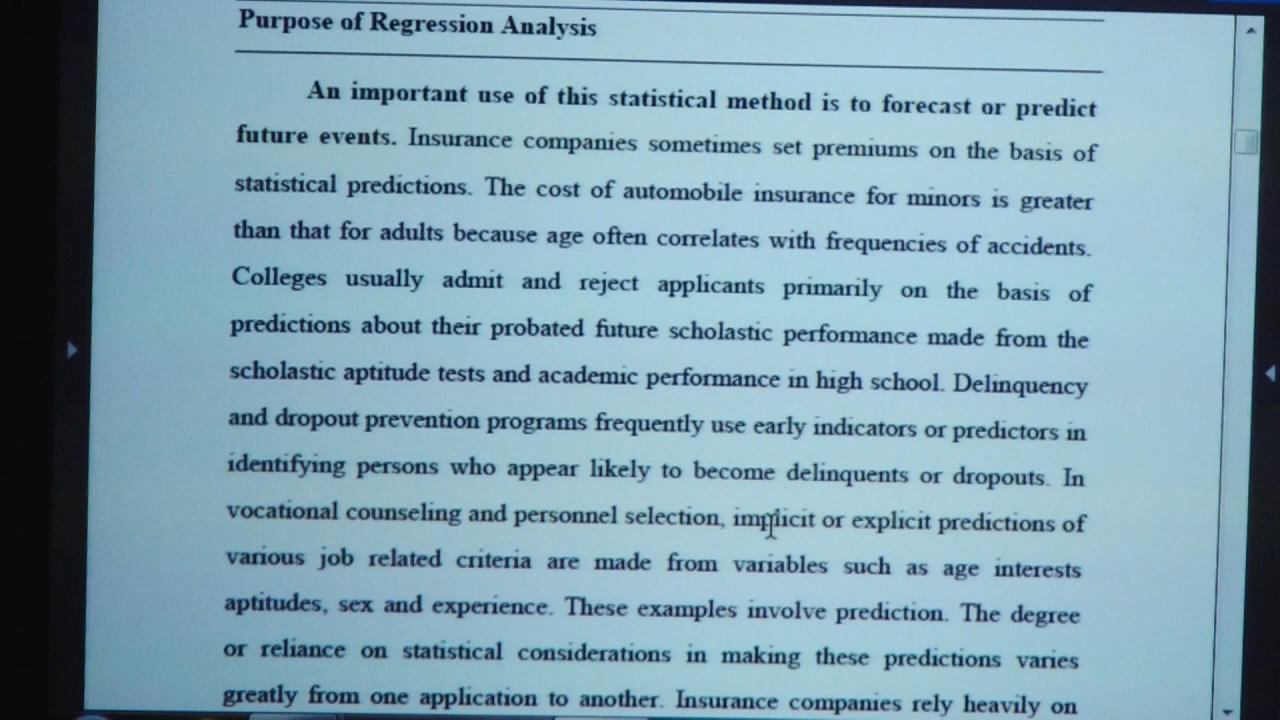 Purpose of Regression Analysis
An important use of this statistical method is to forecast or predict
future events. Insurance companies sometimes set premiums on the basis of
statistical predictions. The cost of automobile insurance for minors is greater
than that for adults because age often correlates with frequencies of accidents.
Colleges usually admit and reject applicants primarily on the basis of
predictions about their probated future scholastic performance made from the
scholastic aptitude tests and academic performance in high school. Delinquency
and dropout prevention programs frequently use early indicators or predictors in
identifying persons who appear likely to become delinquents or dropouts. In
vocational counseling and personnel selection, implicit or explicit predictions of
various job related criteria are made from variables such as age interests
aptitudes, sex and experience. These examples involve prediction. The degree
or reliance on statistical considerations in making these predictions varies
greatly from one application to another. Insurance companies rely heavily on